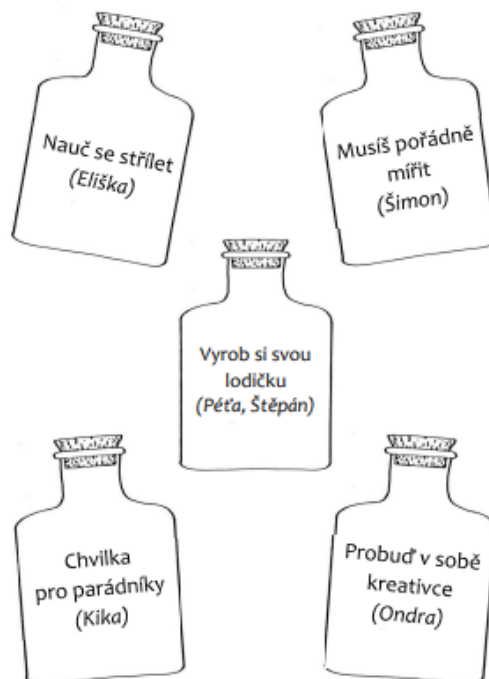 Nauč se střílet
(Eliška)
Musíš pořádně
mířit
(Šimon)
Vyrob si svou
lodičku
(Péťa, Štěpán)
Chvilka
pro parádníky
(Kika)
Probuď v sobě
kreativce
(Ondra)